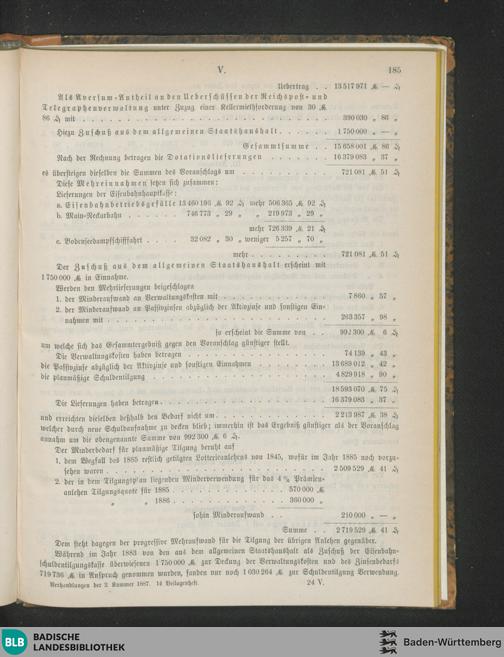 V. 185
Uebertrag . . 13 517 971 ℳ — ₰
Als Aversum-Antheil an den Ueberschüssen der Reichspost- und
Telegraphenverwaltung unter Zuzug einer Kellermiethforderung von 30 ℳ
86 ₰ mit . . . 390 030 „ 86 „
Hiezu Zuschuß aus dem allgemeinen Staatshaushalt . . . 1 750 000 „ — „
Gesammtsumme . . 15 658 001 ℳ 86 ₰
Nach der Rechnung betragen die Dotationslieferungen . . . 16 379 083 „ 37 „
es übersteigen dieselben die Summen des Voranschlags um . . . 721 081 ℳ 51 ₰
Diese Mehreinnahmen setzen sich zusammen:
Lieferungen der Eisenbahnhauptkasse:
a. Eisenbahnbetriebsgefälle 13 460 193 ℳ 92 ₰ mehr 506 365 ℳ 92 ₰
b. Main-Neckarbahn . . . 746 773 „ 29 „ „ 219 973 „ 29 „
mehr 726 339 ℳ 21 ₰
c. Bodenseedampfschifffahrt . . . 32 082 „ 30 „ weniger 5 257 „ 70 „
mehr . . . 721 081 ℳ 51 ₰
Der Zuschuß aus dem allgemeinen Staatshaushalt erscheint mit
1 750 000 ℳ in Einnahme.
Werden den Mehrlieferungen beigeschlagen
1. der Minderaufwand an Verwaltungskosten mit . . . 7 860 „ 57 „
2. der Minderaufwand an Passivzinsen abzüglich der Aktivzinse und sonstigen Ein-
nahmen mit . . . 263 357 „ 98 „
so erscheint die Summe von . . 992 300 ℳ 6 ₰
um welche sich das Gesammtergebniß gegen den Voranschlag günstiger stellt.
Die Verwaltungskosten haben betragen . . . 74 139 „ 43 „
die Passivzinse abzüglich der Aktivzinse und sonstigen Einnahmen . . . 13 689 012 „ 42 „
die planmäßige Schuldentilgung . . . 4 829 918 „ 90 „
18 593 070 ℳ 75 ₰
Die Lieferungen haben betragen . . . 16 379 083 „ 37 „
und erreichten dieselben deßhalb den Bedarf nicht um . . . 2 213 987 ℳ 38 ₰
welcher durch neue Schuldaufnahme zu decken blieb; immerhin ist das Ergebniß günstiger als der Voranschlag
annahm um die obengenannte Summe von 992 300 ℳ 6 ₰.
Der Minderbedarf für planmäßige Tilgung beruht auf
1. dem Wegfall des 1885 restlich getilgten Lotterieanlehens von 1845, wofür im Jahr 1885 noch vorzu-
sehen waren . . . 2 509 529 ℳ 41 ₰
2. der in dem Tilgungsplan liegenden Minderverwendung für das 4 % Prämien-
anlehen Tilgungsquote für 1885 . . . 570 000 ℳ
„ „ 1886 . . . 360 000 „
sohin Minderaufwand . . 210 000 „ — „
Summe . . 2 719 529 ℳ 41 ₰
Dem steht dagegen der progressive Mehraufwand für die Tilgung der übrigen Anlehen gegenüber.
Während im Jahr 1883 von den aus dem allgemeinen Staatshaushalt als Zuschuß der Eisenbahn-
schuldentilgungskasse überwiesenen 1 750 000 ℳ zur Deckung der Verwaltungskosten und des Zinsenbedarfs
719 736 ℳ in Anspruch genommen wurden, fanden nur noch 1 030 264 ℳ zur Schuldentilgung Verwendung.
Verhandlungen der 2. Kammer 1887. 14 Beilagenheft. 24 V.
BLB BADISCHE
LANDESBIBLIOTHEK
Baden-Württemberg